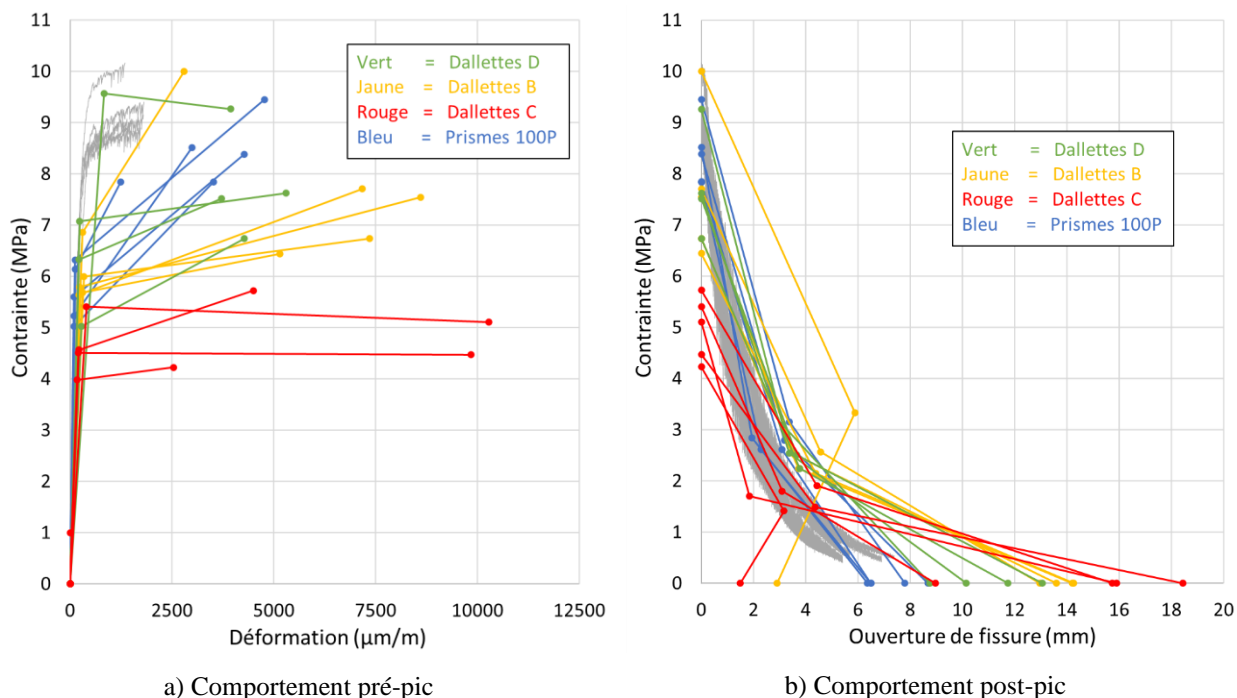 11
10
9
8
7
6
5
4
3
2
1
0
Contrainte (MPa)
Vert = Dallettes D
Jaune = Dallettes B
Rouge = Dallettes C
Bleu = Prismes 100P
0 2500 5000 7500 10000 12500
Déformation (µm/m)
a) Comportement pré-pic
11
10
9
8
7
6
5
4
3
2
1
0
Contrainte (MPa)
Vert = Dallettes D
Jaune = Dallettes B
Rouge = Dallettes C
Bleu = Prismes 100P
0 2 4 6 8 10 12 14 16 18 20
Ouverture de fissure (mm)
b) Comportement post-pic